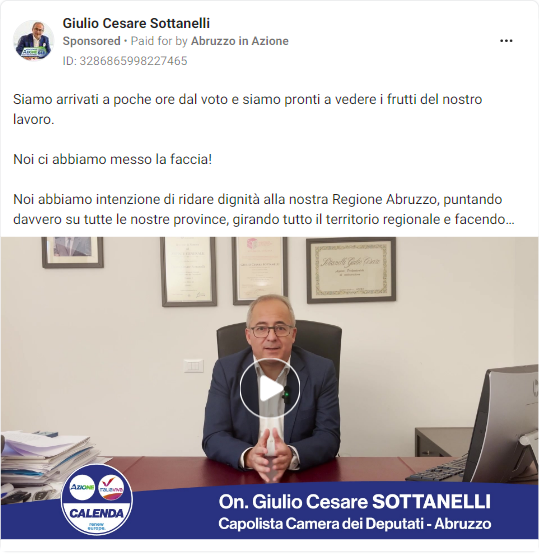 Giulio Cesare Sottanelli
Sponsored • Paid for by Abruzzo in Azione
ID: 3286865998227465
Siamo arrivati a poche ore dal voto e siamo pronti a vedere i frutti del nostro
lavoro.
Noi ci abbiamo messo la faccia!
Noi abbiamo intenzione di ridare dignità alla nostra Regione Abruzzo, puntando
davvero su tutte le nostre province, girando tutto il territorio regionale e facendo...
AZIONE
ITALIA VIVA
CALENDA
renew
europe.
On. Giulio Cesare SOTTANELLI
Capolista Camera dei Deputati - Abruzzo